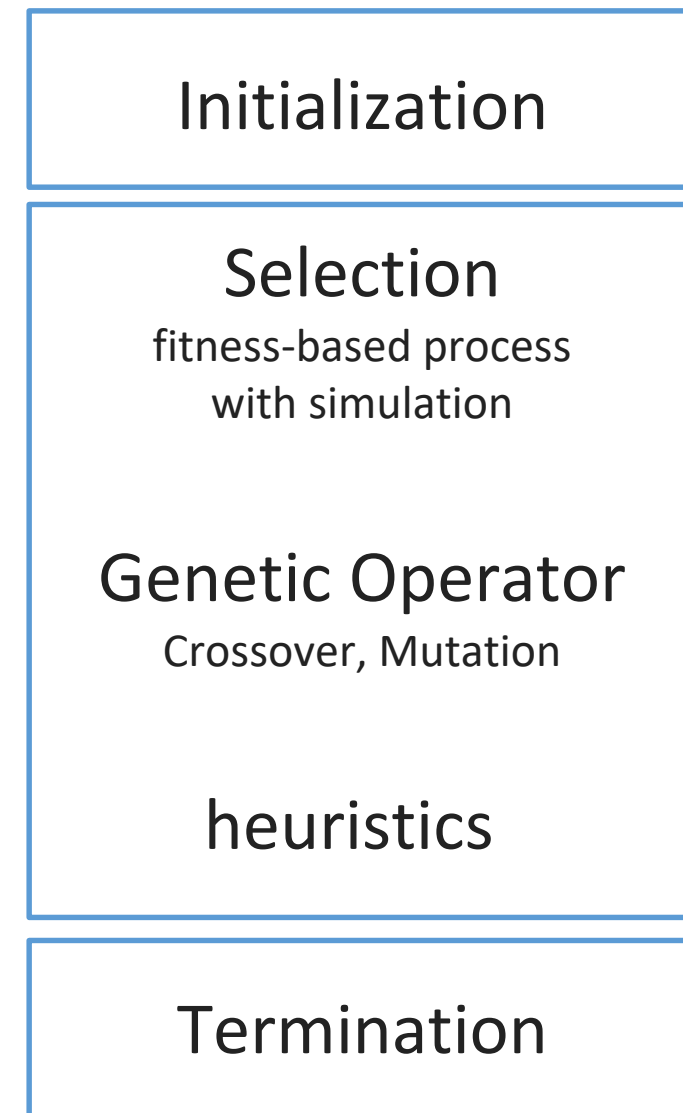 Initialization
Selection
fitness-based process
with simulation
Genetic Operator
Crossover, Mutation
heuristics
Termination